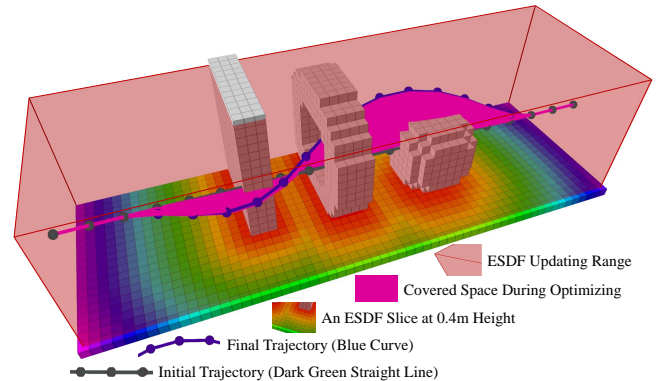 ESDF Updating Range
Covered Space During Optimizing
An ESDF Slice at 0.4m Height
Final Trajectory (Blue Curve)
Initial Trajectory (Dark Green Straight Line)